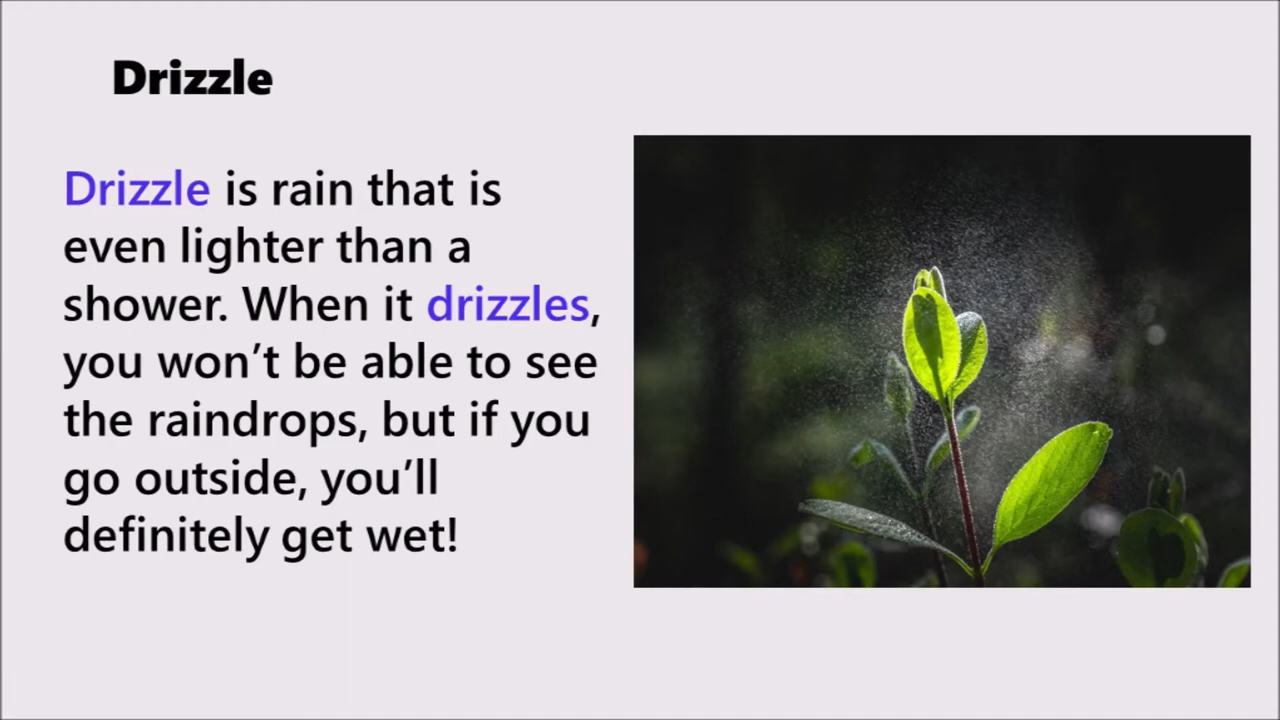 Drizzle
Drizzle is rain that is
even lighter than a
shower. When it drizzles,
you won’t be able to see
the raindrops, but if you
go outside, you’ll
definitely get wet!